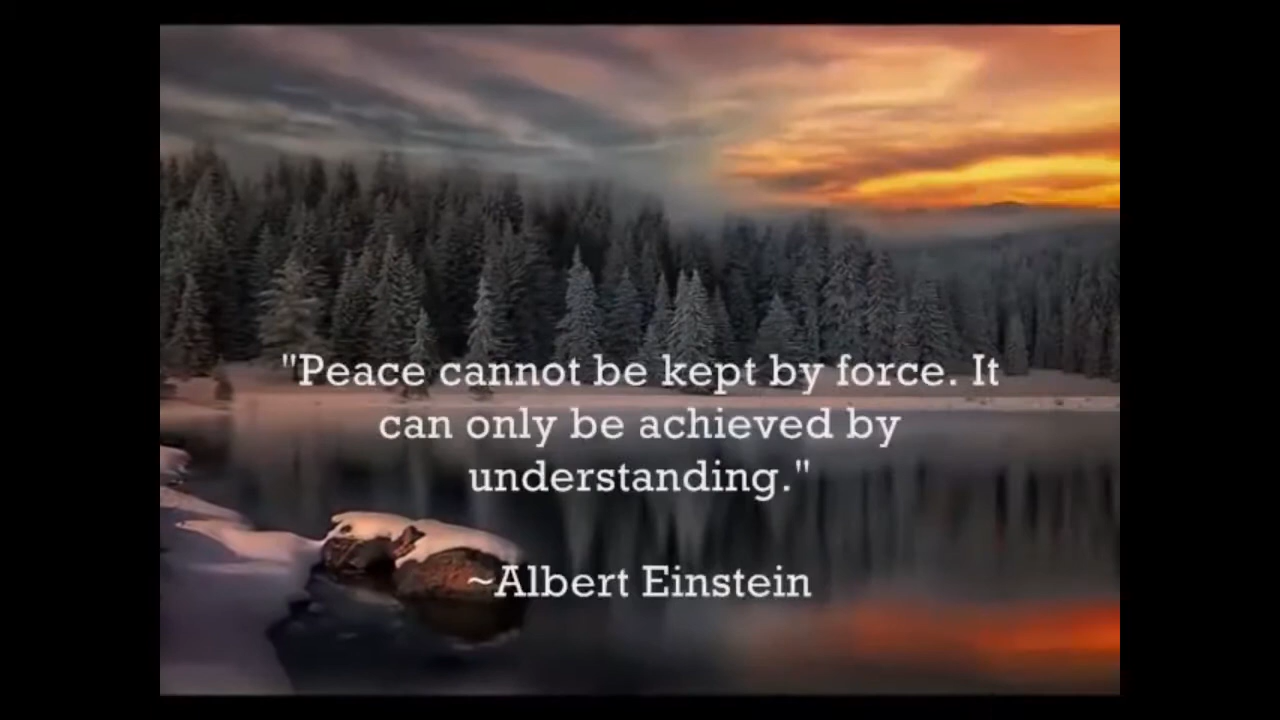 "Peace cannot be kept by force. It
can only be achieved by
understanding."
~Albert Einstein